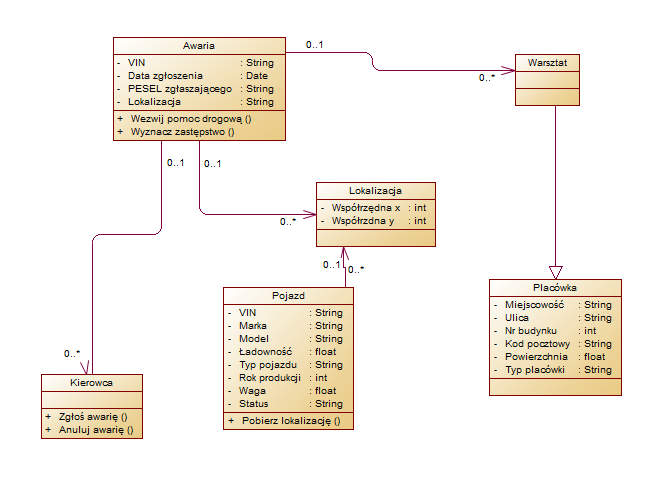 Awaria
- VIN : String
- Data zgłoszenia : Date
- PESEL zgłaszającego : String
- Lokalizacja : String
+ Wezwij pomoc drogową ()
+ Wyznacz zastępstwo ()
0..1
0..*
Warsztat
0..1
0..1
0..*
Lokalizacja
- Współrzędna x : int
- Współrzdna y : int
0..1
0..*
Pojazd
- VIN : String
- Marka : String
- Model : String
- Ładowność : float
- Typ pojazdu : String
- Rok produkcji : int
- Waga : float
- Status : String
+ Pobierz lokalizację ()
Placówka
- Miejscowość : String
- Ulica : String
- Nr budynku : int
- Kod pocztowy : String
- Powierzchnia : float
- Typ placówki : String
0..*
Kierowca
+ Zgłoś awarię ()
+ Anuluj awarię ()